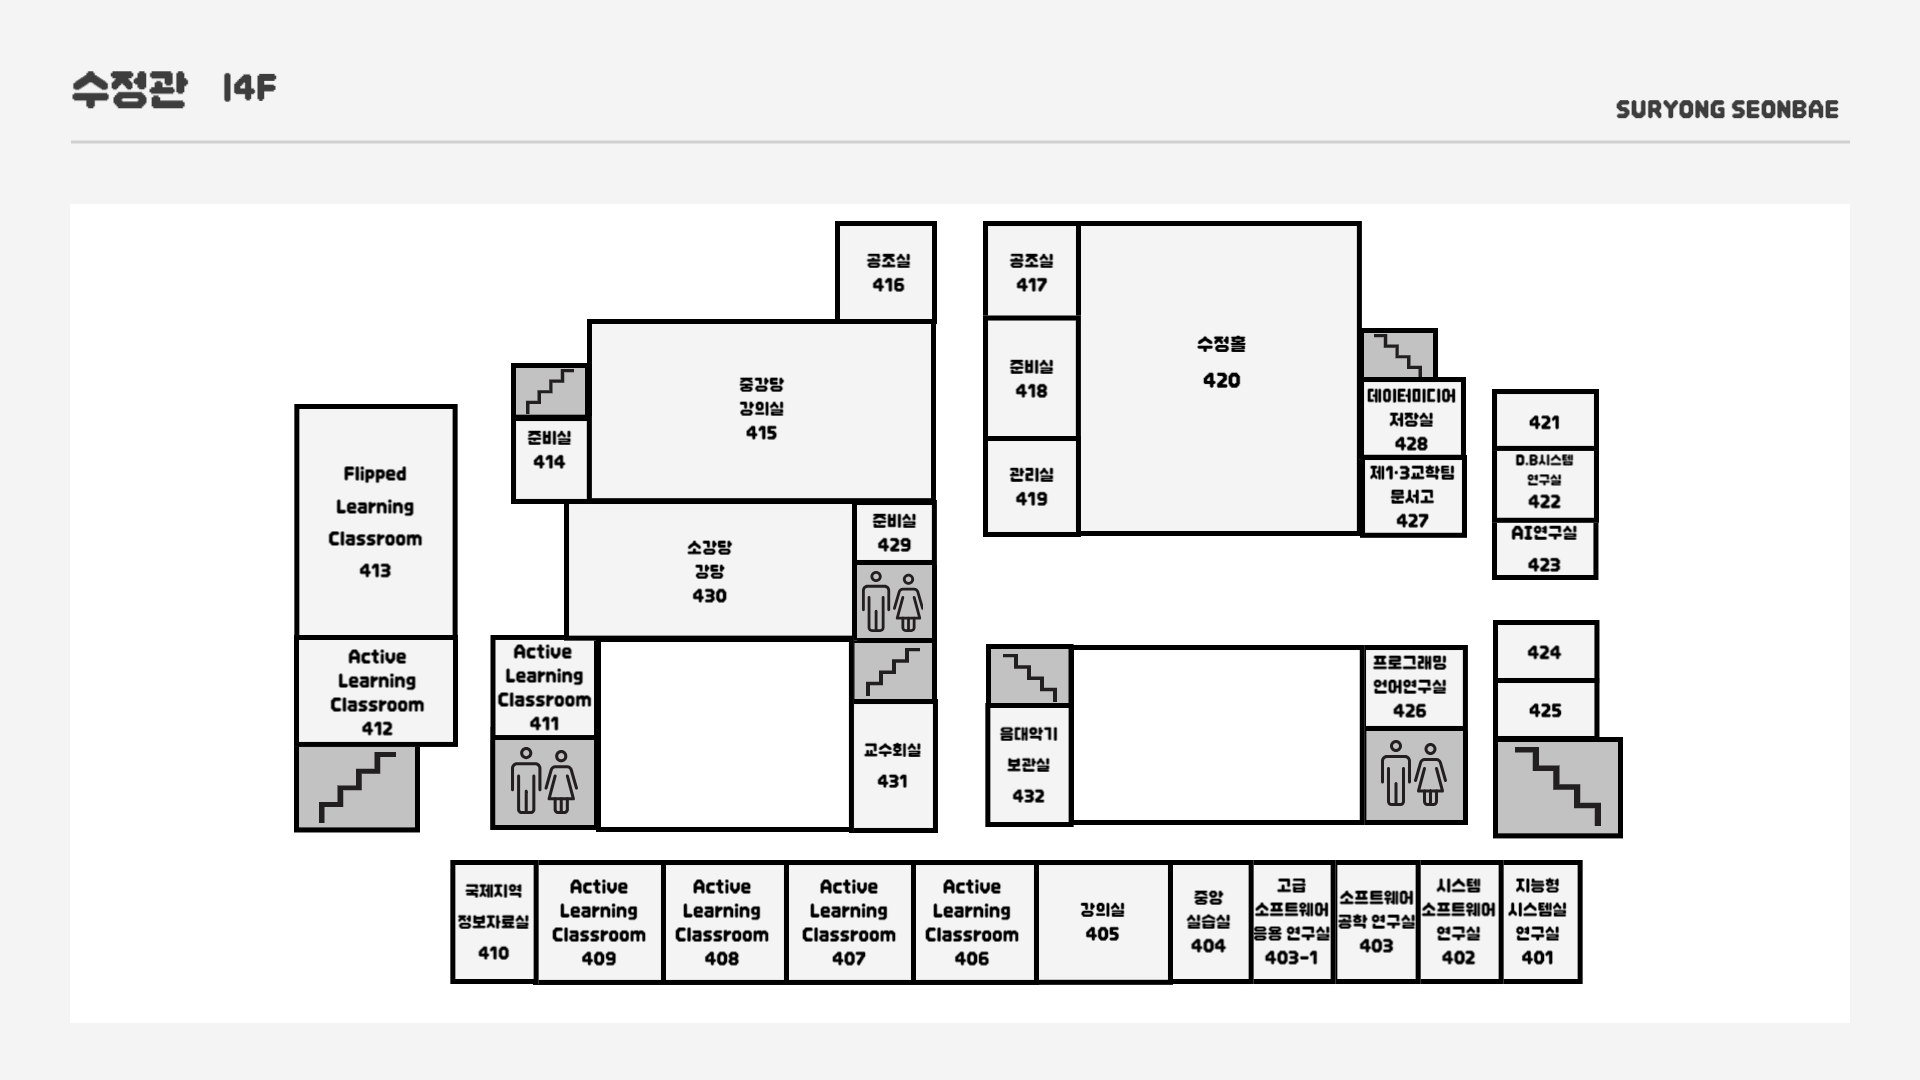 수정관 |4F
SURYONG SEONBAE
공조실
416
공조실
417
수정홀
420
준비실
418
관리실
419
중강당
강의실
415
준비실
414
Flipped
Learning
Classroom
413
Active
Learning
Classroom
412
소강당
강당
430
준비실
429
데이터미디어
저장실
428
제1·3교학팀
문서고
427
421
D.B시스템
연구실
422
AI연구실
423
424
425
Active
Learning
Classroom
411
교수회실
431
음대악기
보관실
432
프로그래밍
언어연구실
426
국제지역
정보자료실
410
Active
Learning
Classroom
409
Active
Learning
Classroom
408
Active
Learning
Classroom
407
Active
Learning
Classroom
406
강의실
405
중앙
실습실
404
고급
소프트웨어
응용 연구실
403-1
소프트웨어
공학 연구실
403
시스템
소프트웨어
연구실
402
지능형
시스템실
연구실
401